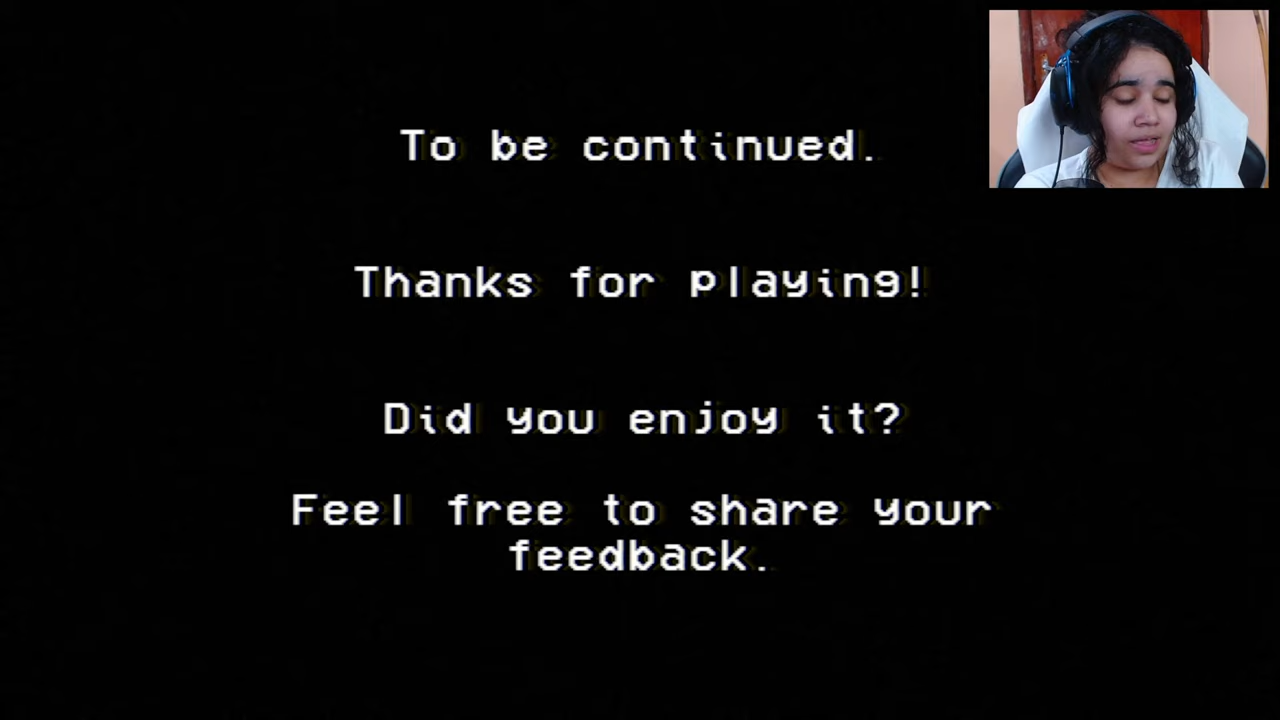 To be continued.
Thanks for playing!
Did you enjoy it?
Feel free to share your
feedback.